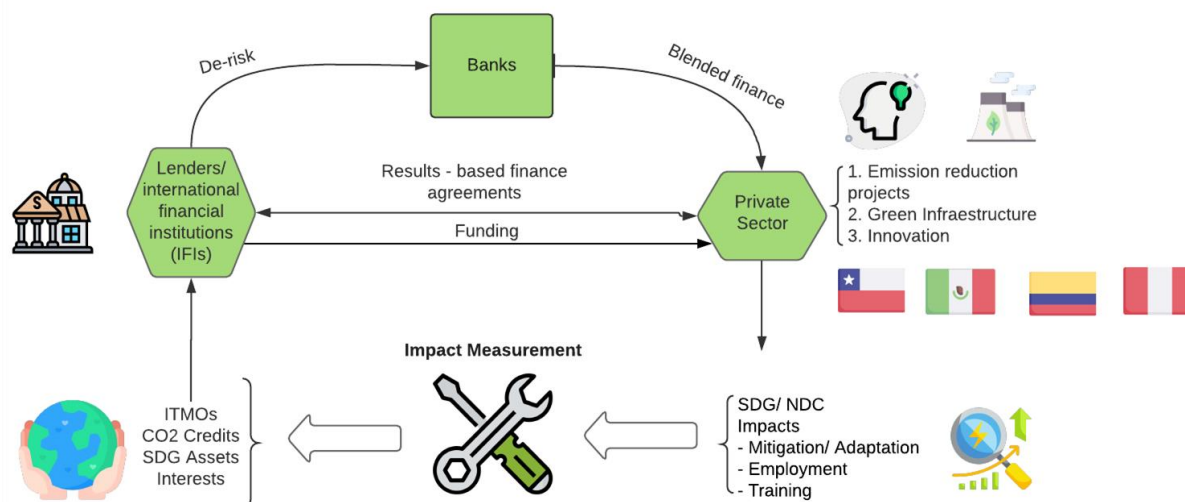 De-risk
Banks
Blended finance
Lenders/
international
financial
institutions
(IFIs)
Results - based finance
agreements
Funding
Private
Sector
1. Emission reduction
projects
2. Green Infraestructure
3. Innovation
Impact Measurement
ITMOs
CO2 Credits
SDG Assets
Interests
SDG/ NDC
Impacts
- Mitigation/ Adaptation
- Employment
- Training